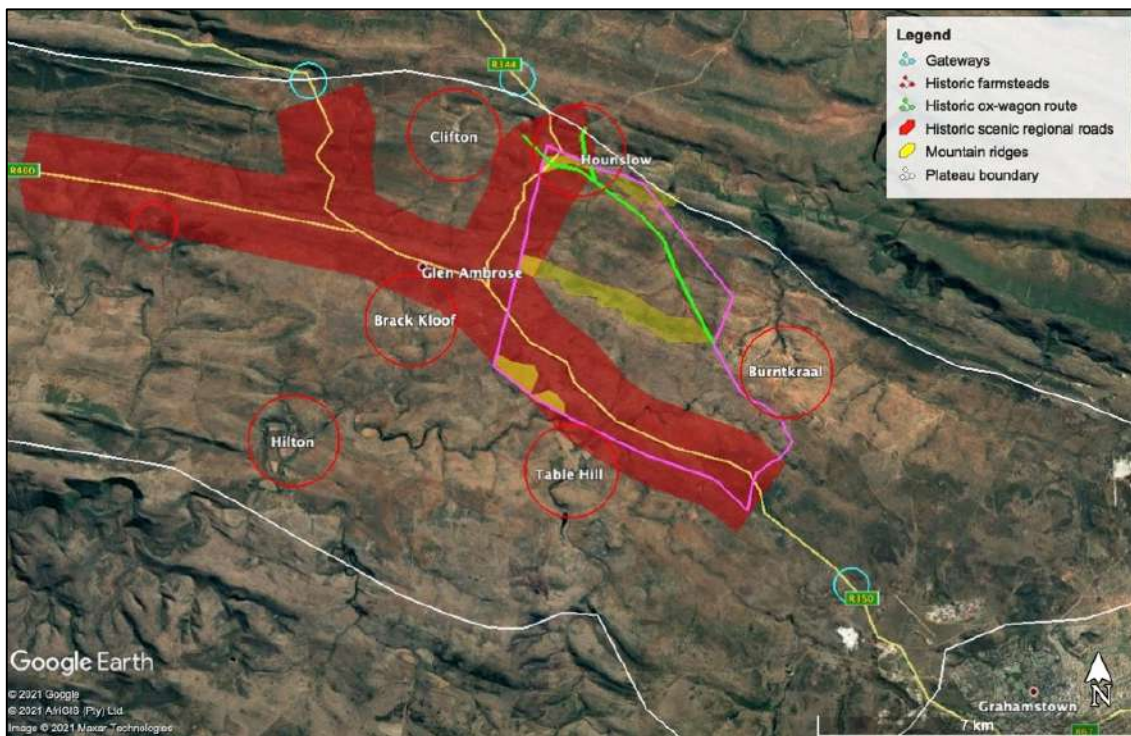 Legend
Gateways
Historic farmsteads
Historic ox-wagon route
Historic scenic regional roads
Mountain ridges
Plateau boundary
R344
Clifton
Hounslow
R400
Glen Ambrose
Brack Kloof
Burntkraal
Hilton
Table Hill
R350
Google Earth
© 2021 Google
© 2021 AfriGIS (Pty) Ltd.
Image © 2021 Maxar Technologies
N
Grahamstown
7 km
N67